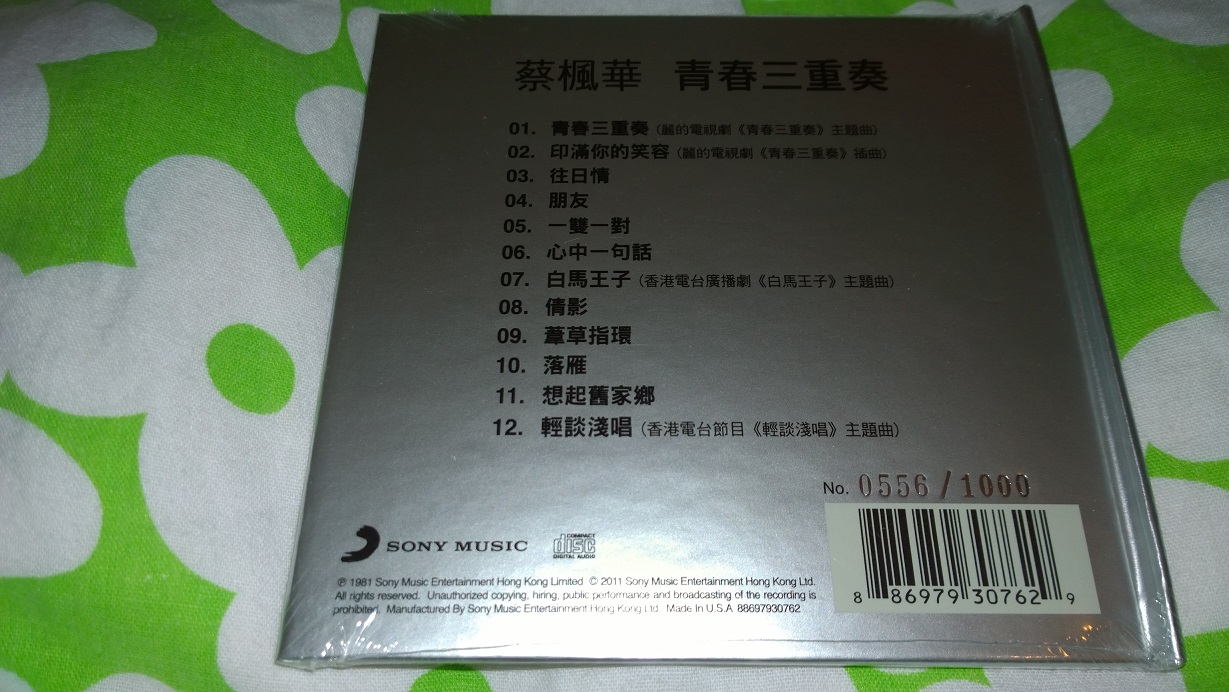 蔡楓華 青春三重奏
01. 青春三重奏 (麗的電視劇《青春三重奏》主題曲)
02. 印滿你的笑容 (麗的電視劇《青春三重奏》插曲)
03. 往日情
04. 朋友
05. 一雙一對
06. 心中一句話
07. 白馬王子 (香港電台廣播劇《白馬王子》主題曲)
08. 倩影
09. 葦草指環
10. 落雁
11. 想起舊家鄉
12. 輕談淺唱 (香港電台節目《輕談淺唱》主題曲)
No. 0556 / 1000
SONY MUSIC
COMPACT
disc
DIGITAL AUDIO
℗ 1981 Sony Music Entertainment Hong Kong Limited © 2011 Sony Music Entertainment Hong Kong Ltd.
All rights reserved. Unauthorized copying, hiring, public performance and broadcasting of the recording is
prohibited. Manufactured By Sony Music Entertainment Hong Kong Ltd. Made In U.S.A 88697930762
8 86979 30762 9